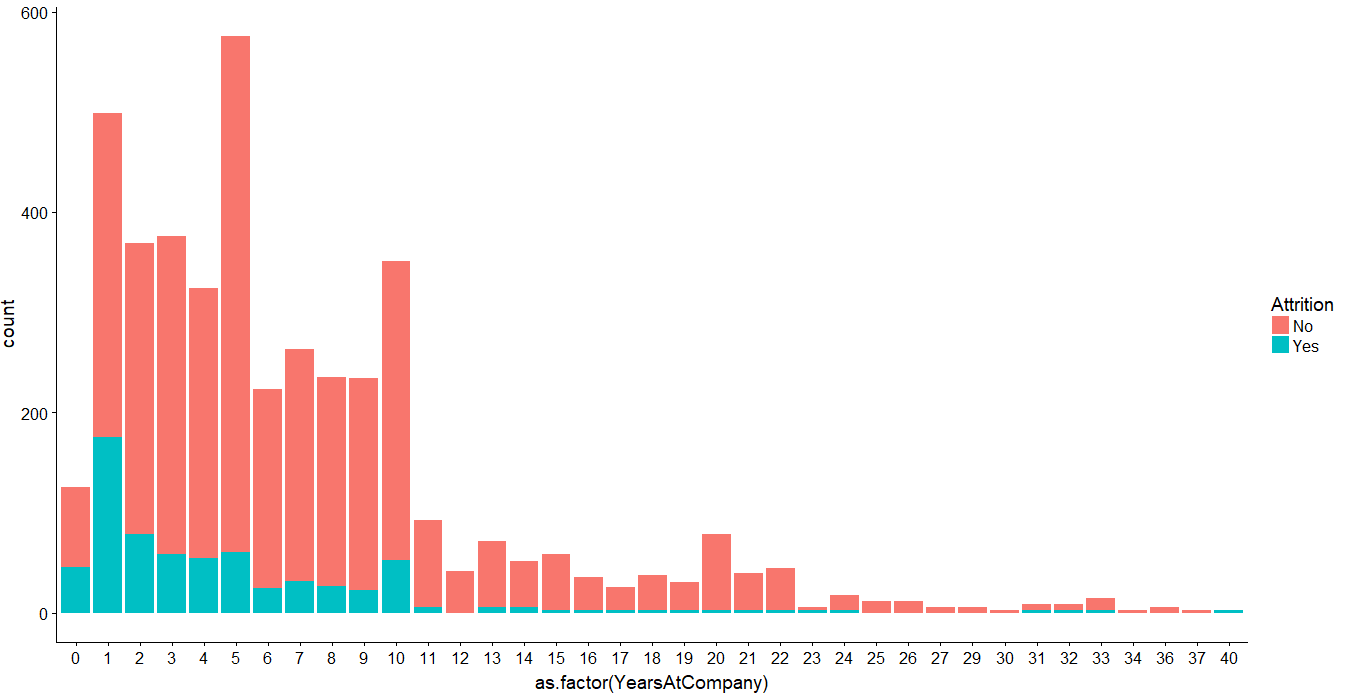 600
400
200
0
count
0 1 2 3 4 5 6 7 8 9 10 11 12 13 14 15 16 17 18 19 20 21 22 23 24 25 26 27 29 30 31 32 33 34 36 37 40
as.factor(YearsAtCompany)
Attrition
No
Yes